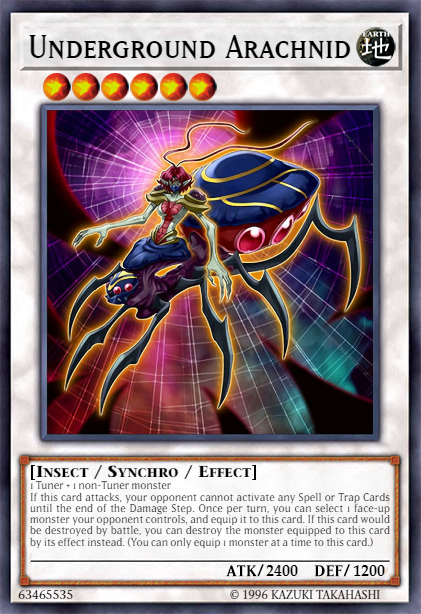 UNDERGROUND ARACHNID
EARTH
地
[INSECT / SYNCHRO / EFFECT]
1 Tuner + 1 non-Tuner monster
If this card attacks, your opponent cannot activate any Spell or Trap Cards
until the end of the Damage Step. Once per turn, you can select 1 face-up
monster your opponent controls, and equip it to this card. If this card would
be destroyed by battle, you can destroy the monster equipped to this card
by its effect instead. (You can only equip 1 monster at a time to this card.)
ATK/2400 DEF/1200
63465535 © 1996 KAZUKI TAKAHASHI